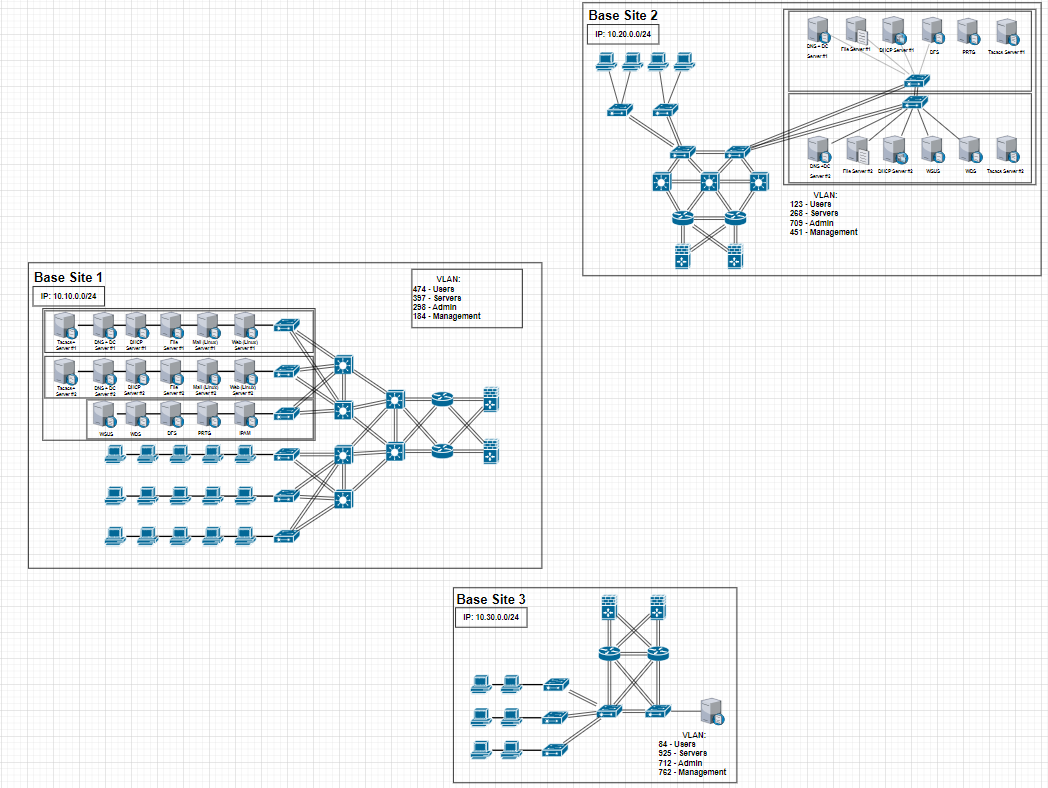 Base Site 2
IP: 10.20.0.0/24
DNS + DC
Server #1
File Server #1
DHCP Server #1
DFS
PRTG
Tacacs Server #1
DNS +DC
Server #2
File Server #2
DHCP Server #2
WSUS
WDS
Tacacs Server #2
VLAN:
123 - Users
268 - Servers
709 - Admin
451 - Management
Base Site 1
IP: 10.10.0.0/24
VLAN:
474 - Users
397 - Servers
298 - Admin
184 - Management
Tacacs+
Server #1
DNS + DC
Server #1
DHCP
Server #1
File
Server #1
Mail (Linux)
Server #1
Web (Linux)
Server #1
Tacacs+
Server #2
DNS + DC
Server #2
DHCP
Server #2
File
Server #2
Mail (Linux)
Server #2
Web (Linux)
Server #2
WSUS
WDS
DFS
PRTG
IPAM
Base Site 3
IP: 10.30.0.0/24
VLAN:
84 - Users
925 - Servers
712 - Admin
762 - Management